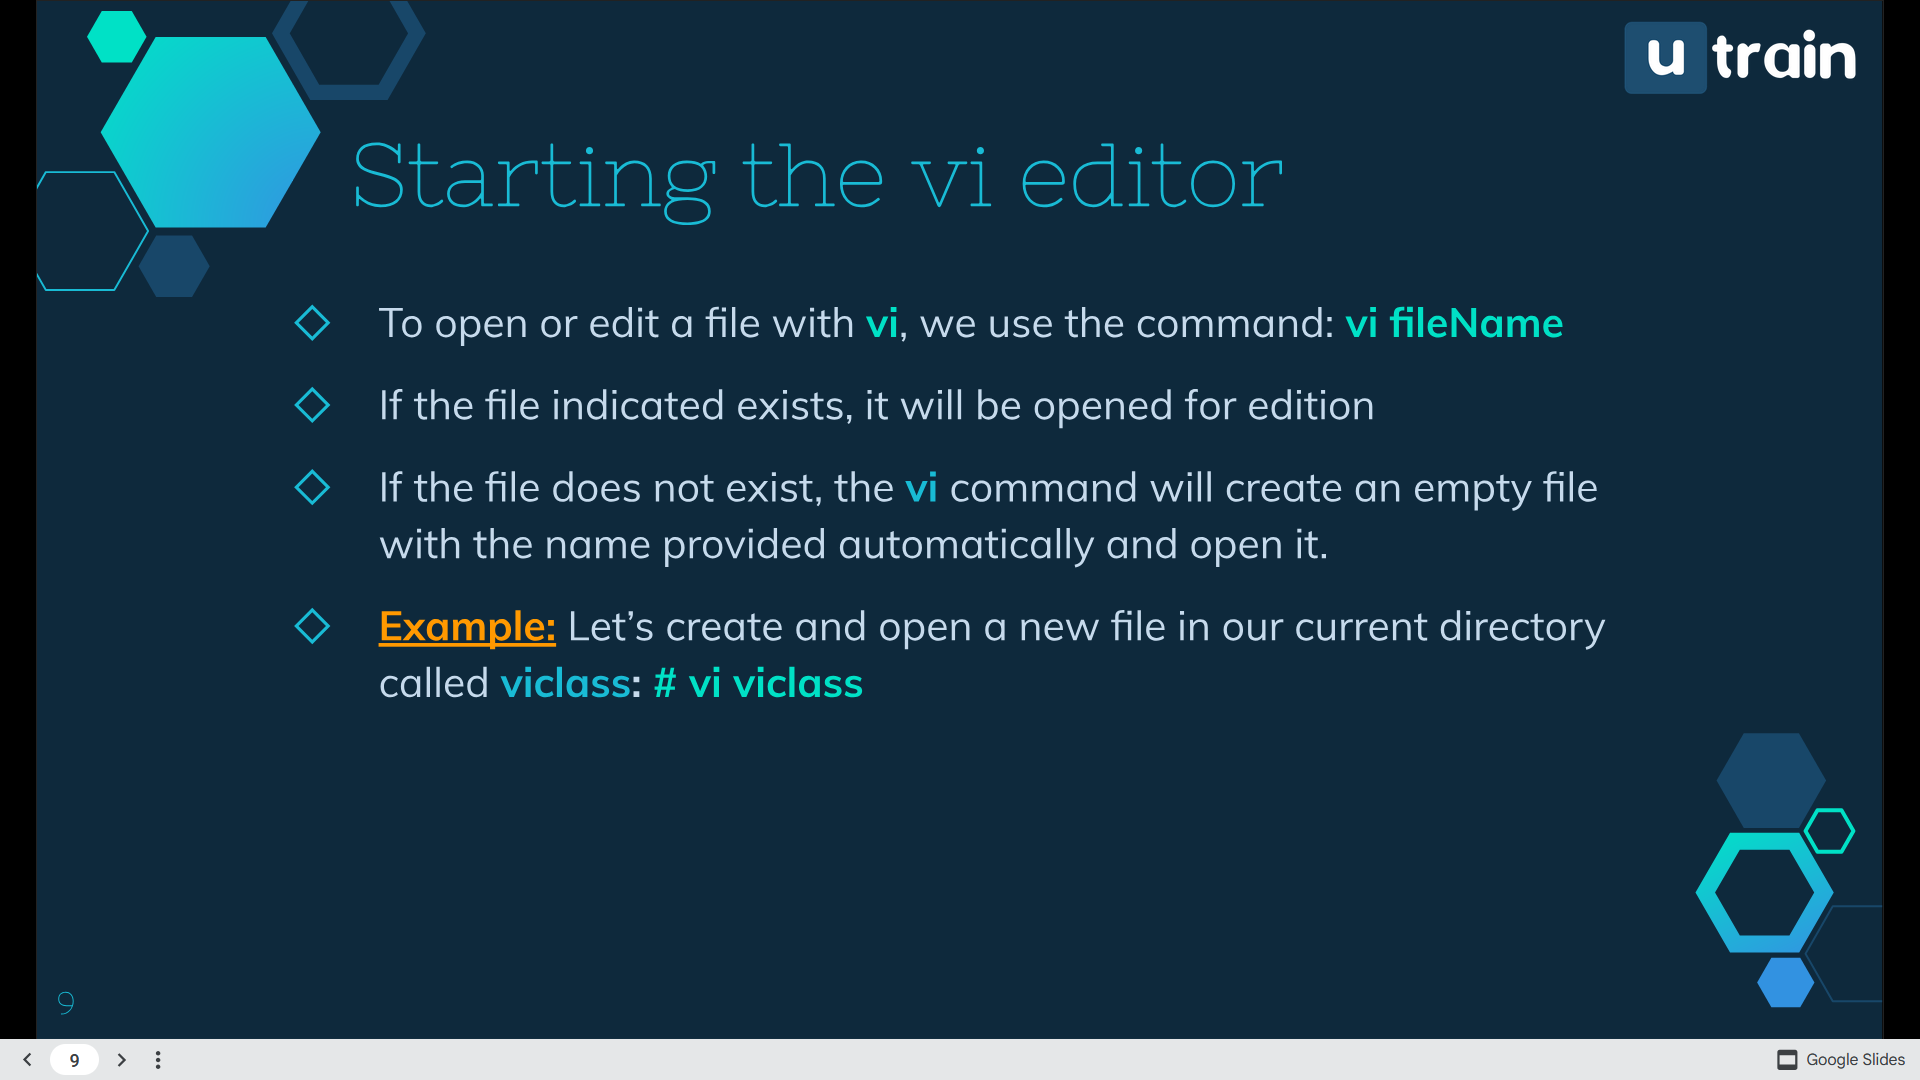 u train
Starting the vi editor
To open or edit a file with vi, we use the command: vi fileName
If the file indicated exists, it will be opened for edition
If the file does not exist, the vi command will create an empty file
with the name provided automatically and open it.
Example: Let’s create and open a new file in our current directory
called viclass: # vi viclass
9
9
Google Slides